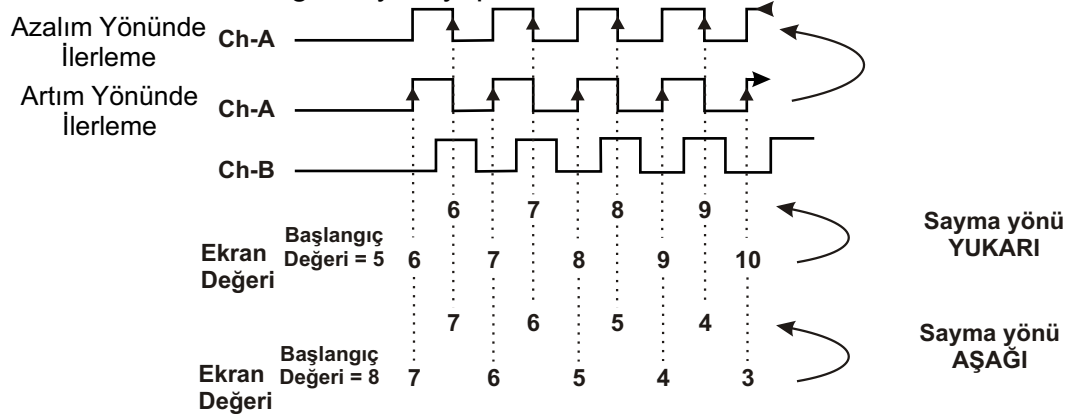 Azalım Yönünde
İlerleme
Ch-A
Artım Yönünde
İlerleme
Ch-A
Ch-B
6 7 8 9
Ekran
Değeri
Başlangıç
Değeri = 5
6 7 8 9 10
Sayma yönü
YUKARI
7 6 5 4
Ekran
Değeri
Başlangıç
Değeri = 8
7 6 5 4 3
Sayma yönü
AŞAĞI